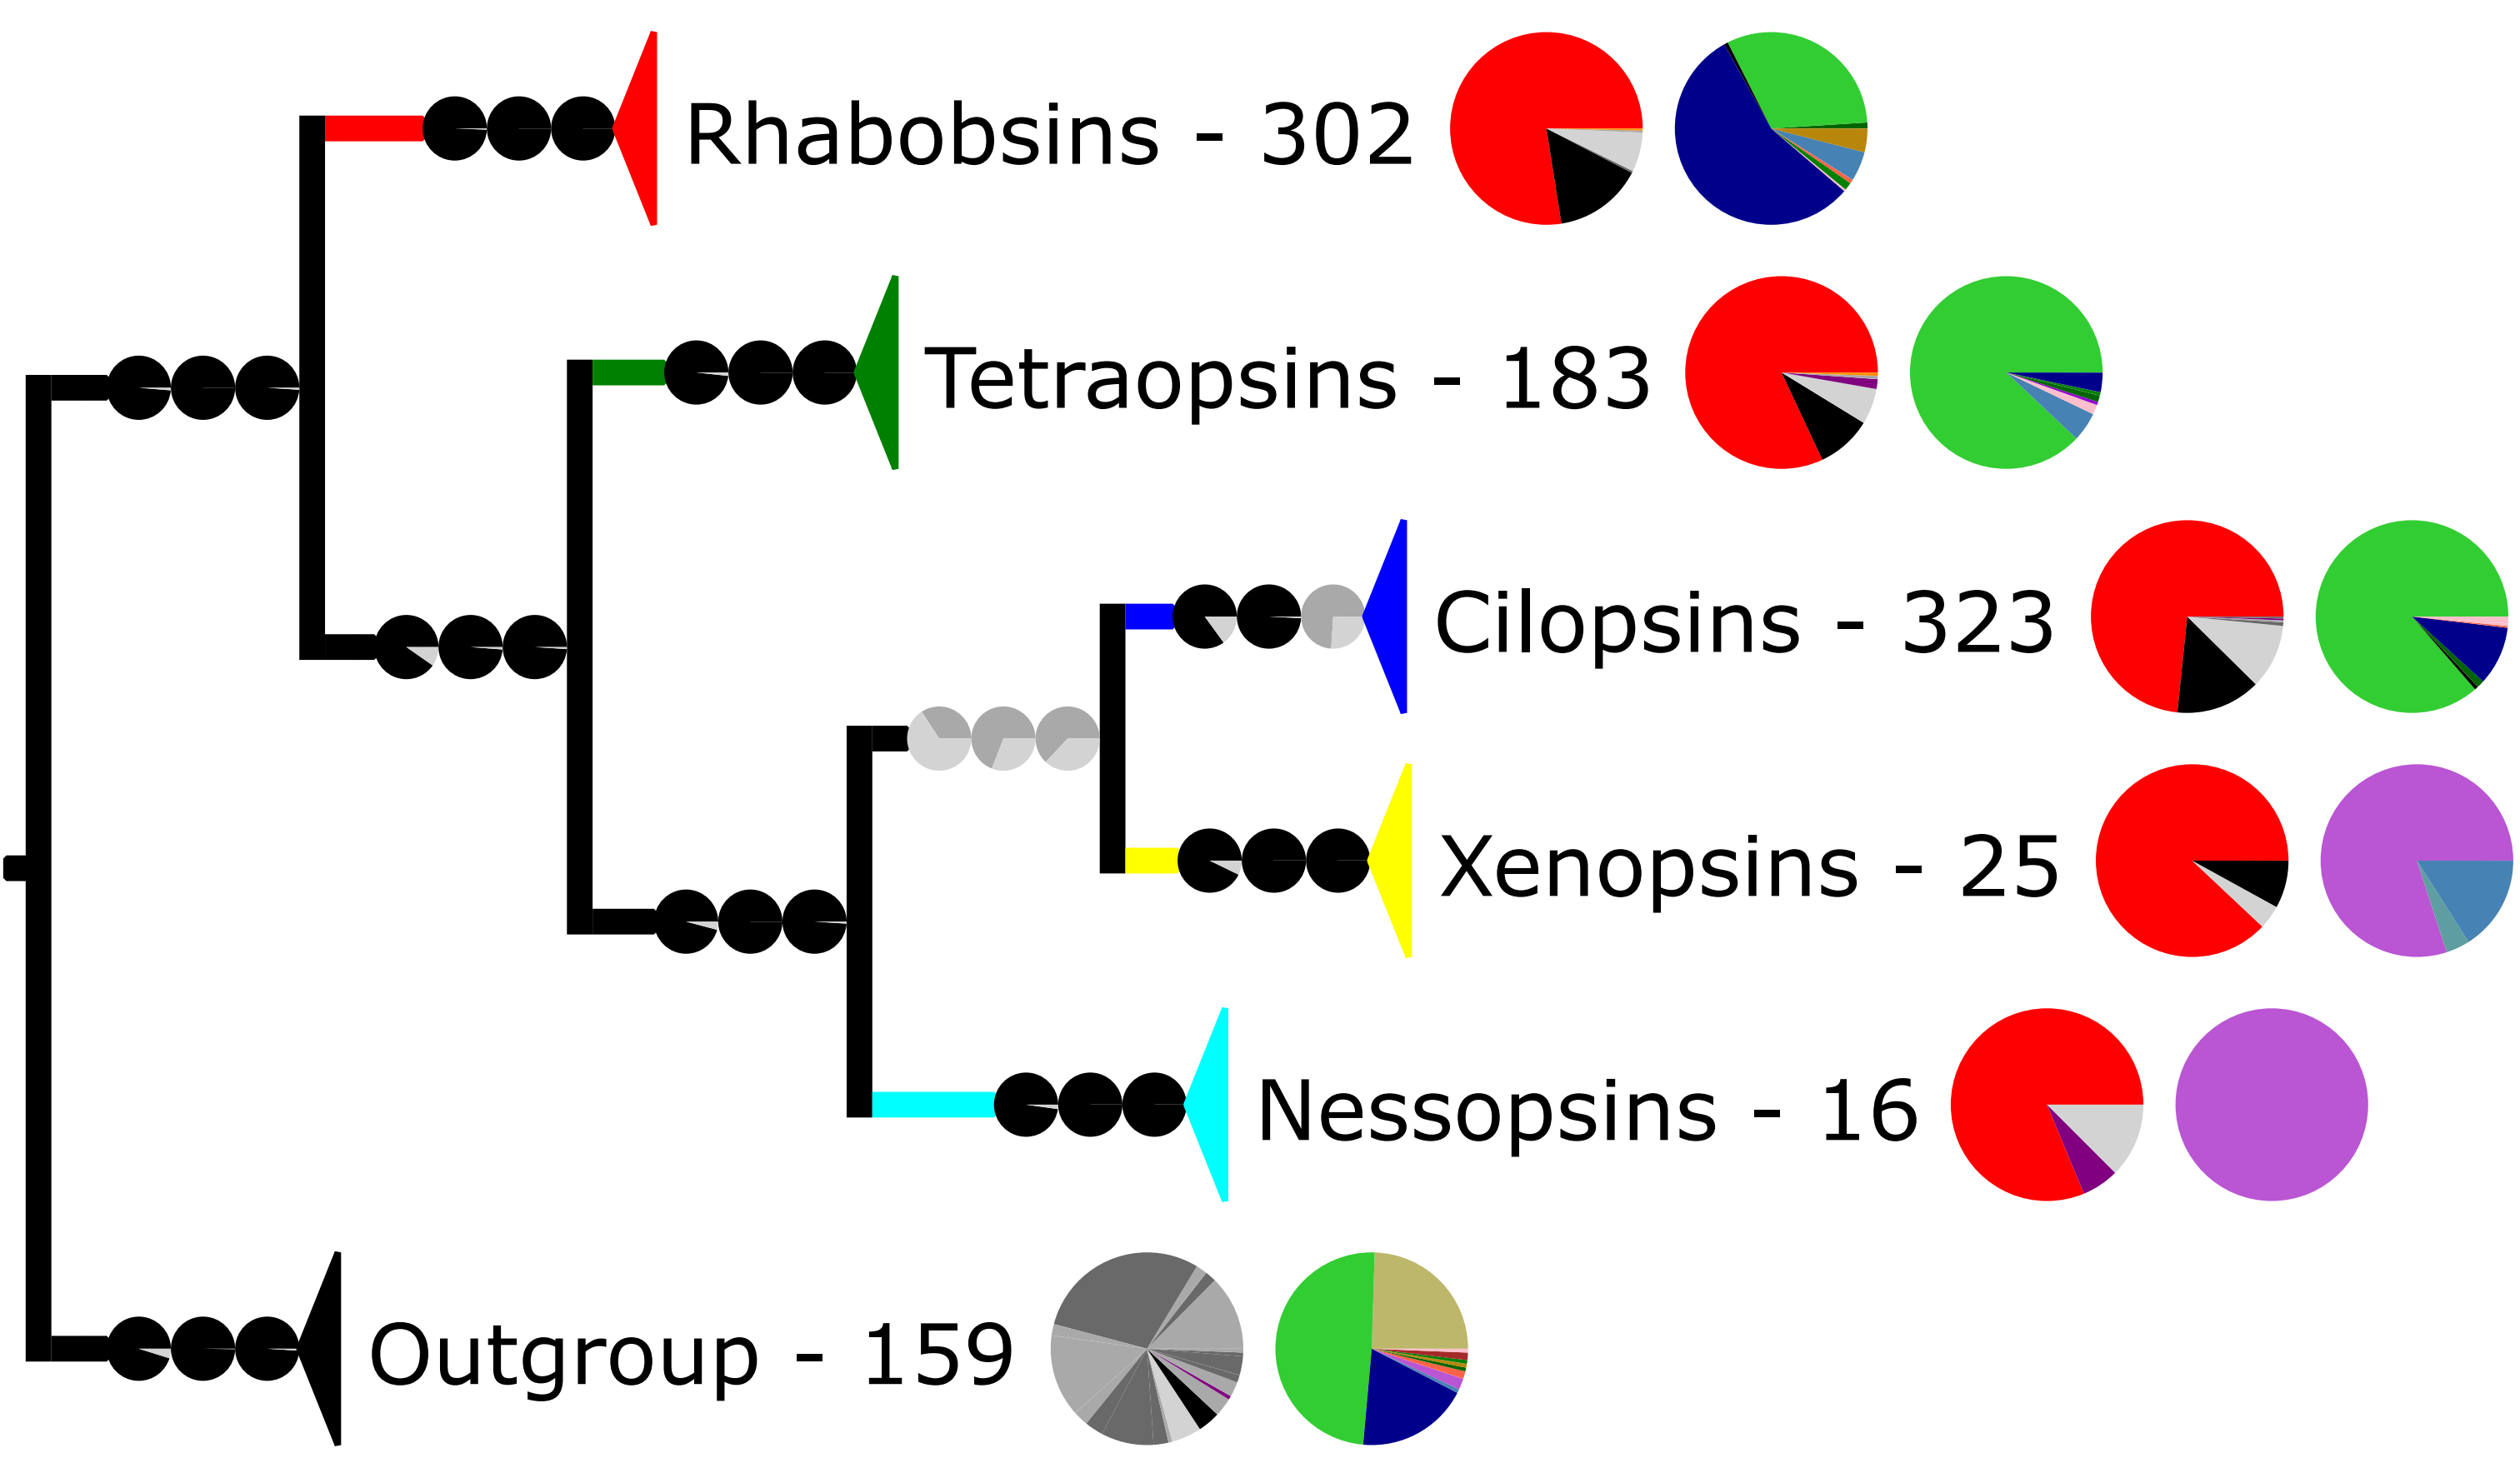 Rhabobsins - 302
Tetraopsins - 183
Cilopsins - 323
Xenopsins - 25
Nessopsins - 16
Outgroup - 159